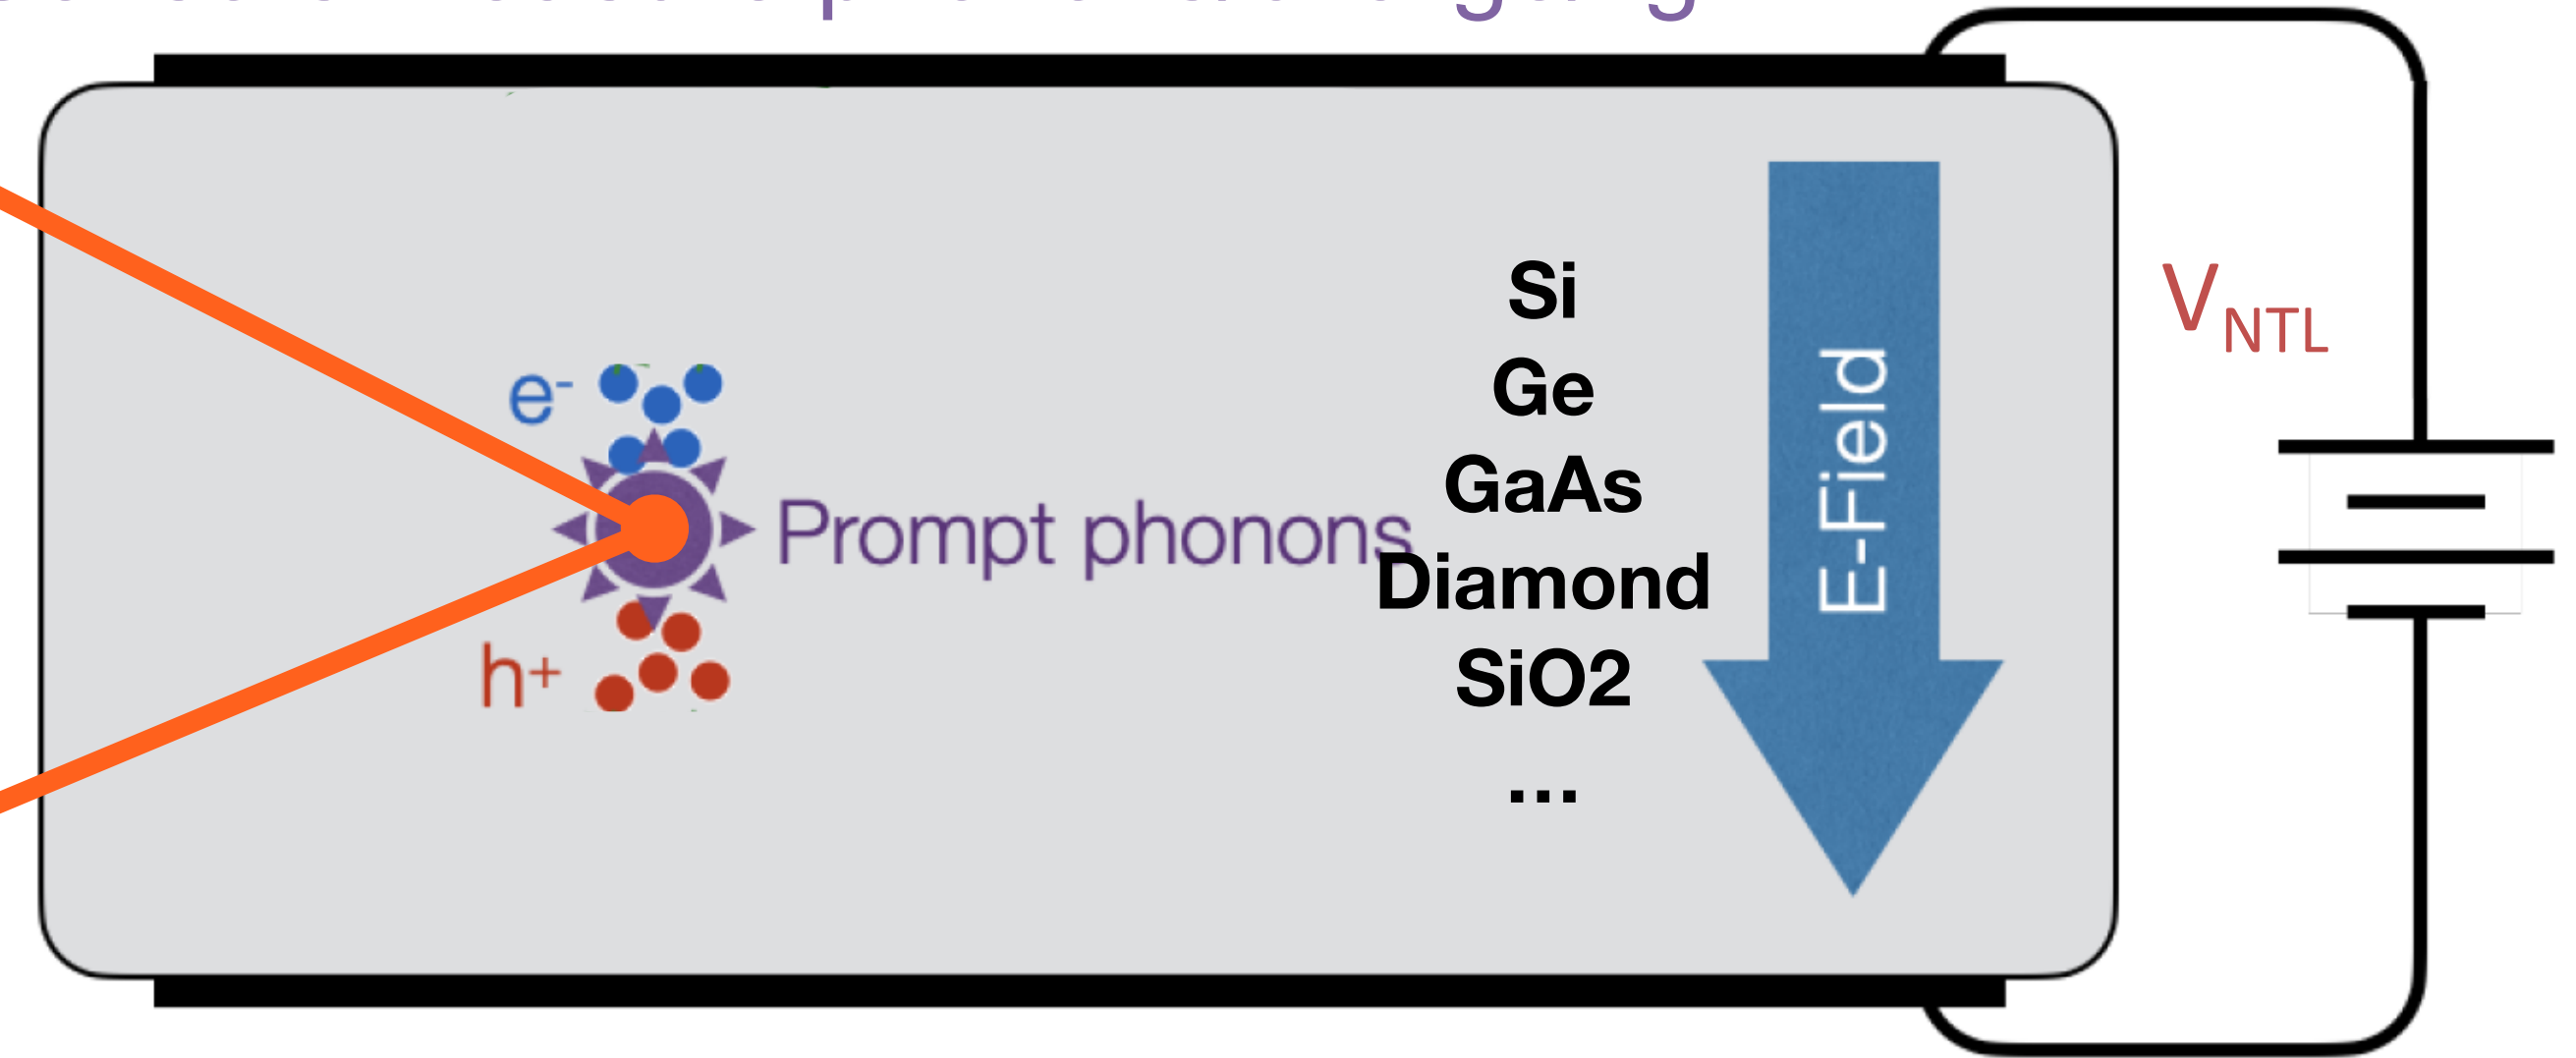 Si
Ge
GaAs
Diamond
SiO2
...
e-
Prompt phonons
h+
E-Field
VNTL